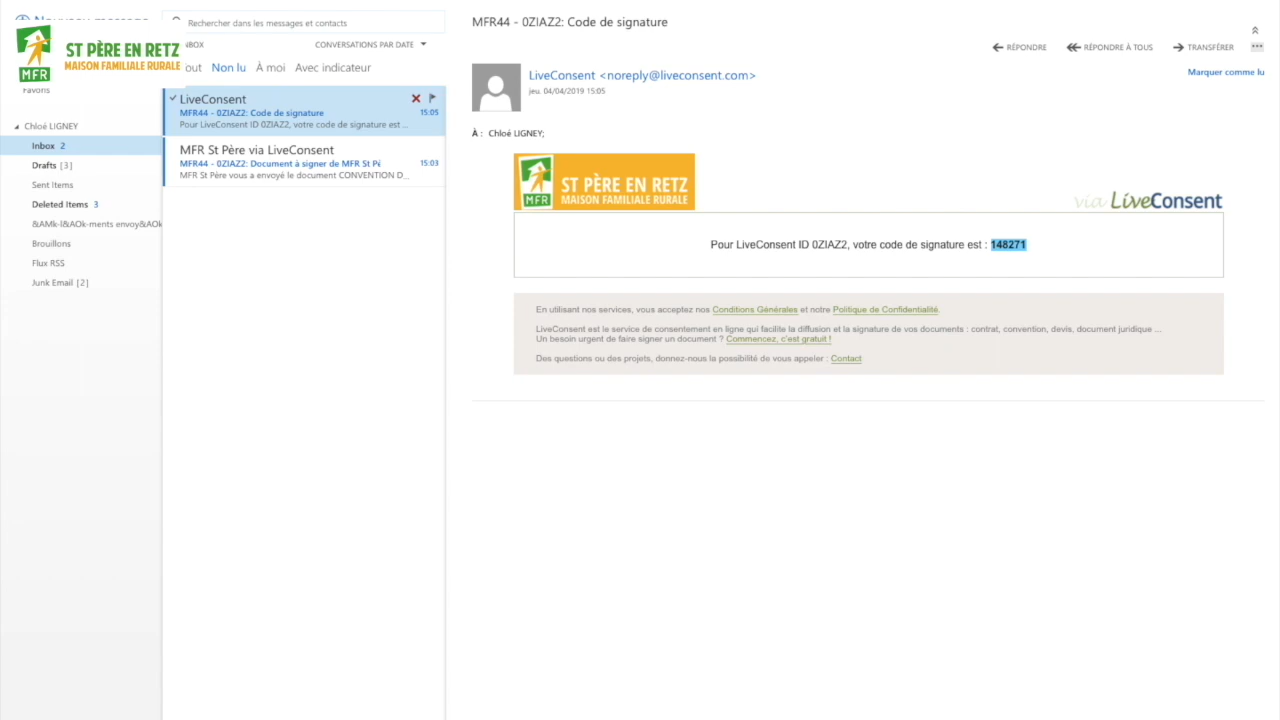 Nouveau message
MFR
ST PÈRE EN RETZ
MAISON FAMILIALE RURALE
Favoris
Chloé LIGNEY
Inbox 2
Drafts [3]
Sent Items
Deleted Items 3
&AMk-l&AOk-ments envoy&AOk
Brouillons
Flux RSS
Junk Email [2]
Rechercher dans les messages et contacts
NBOX
CONVERSATIONS PAR DATE
out Non lu À moi Avec indicateur
LiveConsent
MFR44 - 0ZIAZ2: Code de signature 15:05
Pour LiveConsent ID 0ZIAZ2, votre code de signature est ...
MFR St Père via LiveConsent
MFR44 - 0ZIAZ2: Document à signer de MFR St Pé 15:03
MFR St Père vous a envoyé le document CONVENTION D...
MFR44 - 0ZIAZ2: Code de signature
RÉPONDRE RÉPONDRE À TOUS TRANSFÉRER ...
Marquer comme lu
LiveConsent <noreply@liveconsent.com>
jeu. 04/04/2019 15:05
À : Chloé LIGNEY;
MFR
ST PÈRE EN RETZ
MAISON FAMILIALE RURALE
via LiveConsent
Pour LiveConsent ID 0ZIAZ2, votre code de signature est : 148271
En utilisant nos services, vous acceptez nos Conditions Générales et notre Politique de Confidentialité.
LiveConsent est le service de consentement en ligne qui facilite la diffusion et la signature de vos documents : contrat, convention, devis, document juridique ...
Un besoin urgent de faire signer un document ? Commencez, c'est gratuit !
Des questions ou des projets, donnez-nous la possibilité de vous appeler : Contact